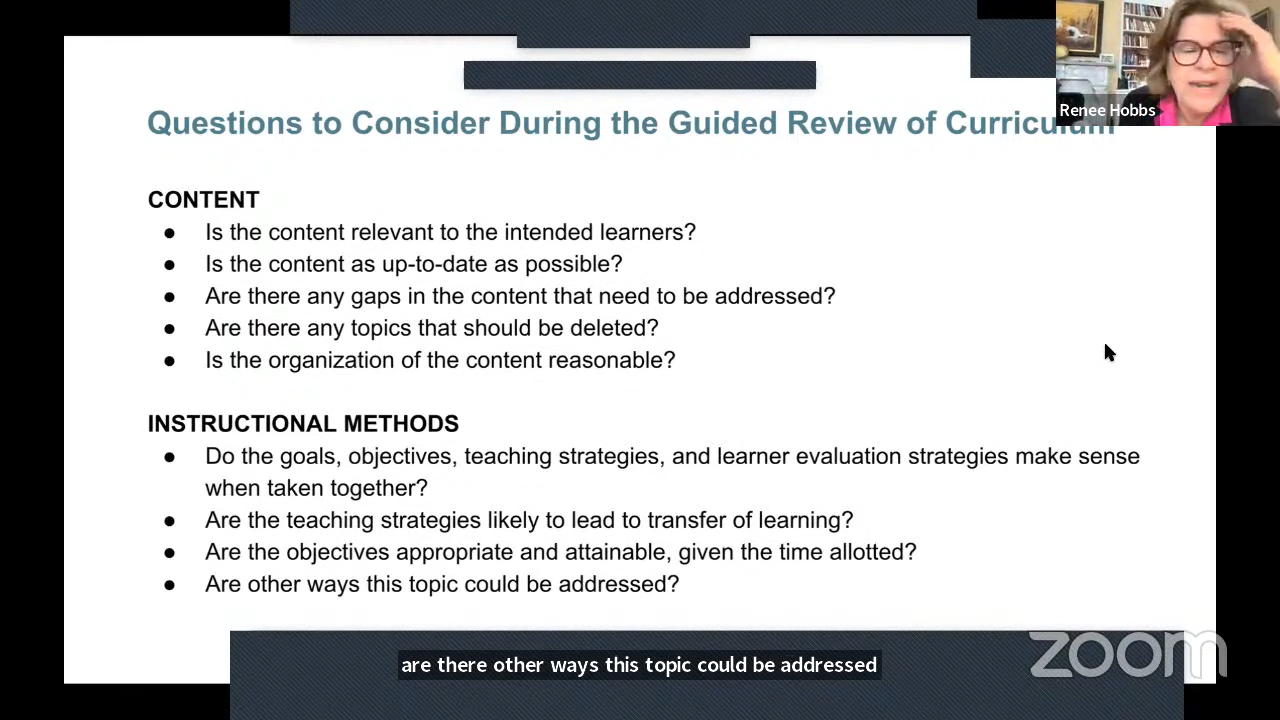 Renee Hobbs
Questions to Consider During the Guided Review of Curriculum
CONTENT
● Is the content relevant to the intended learners?
● Is the content as up-to-date as possible?
● Are there any gaps in the content that need to be addressed?
● Are there any topics that should be deleted?
● Is the organization of the content reasonable?
INSTRUCTIONAL METHODS
● Do the goals, objectives, teaching strategies, and learner evaluation strategies make sense
when taken together?
● Are the teaching strategies likely to lead to transfer of learning?
● Are the objectives appropriate and attainable, given the time allotted?
● Are other ways this topic could be addressed?
are there other ways this topic could be addressed
zoom